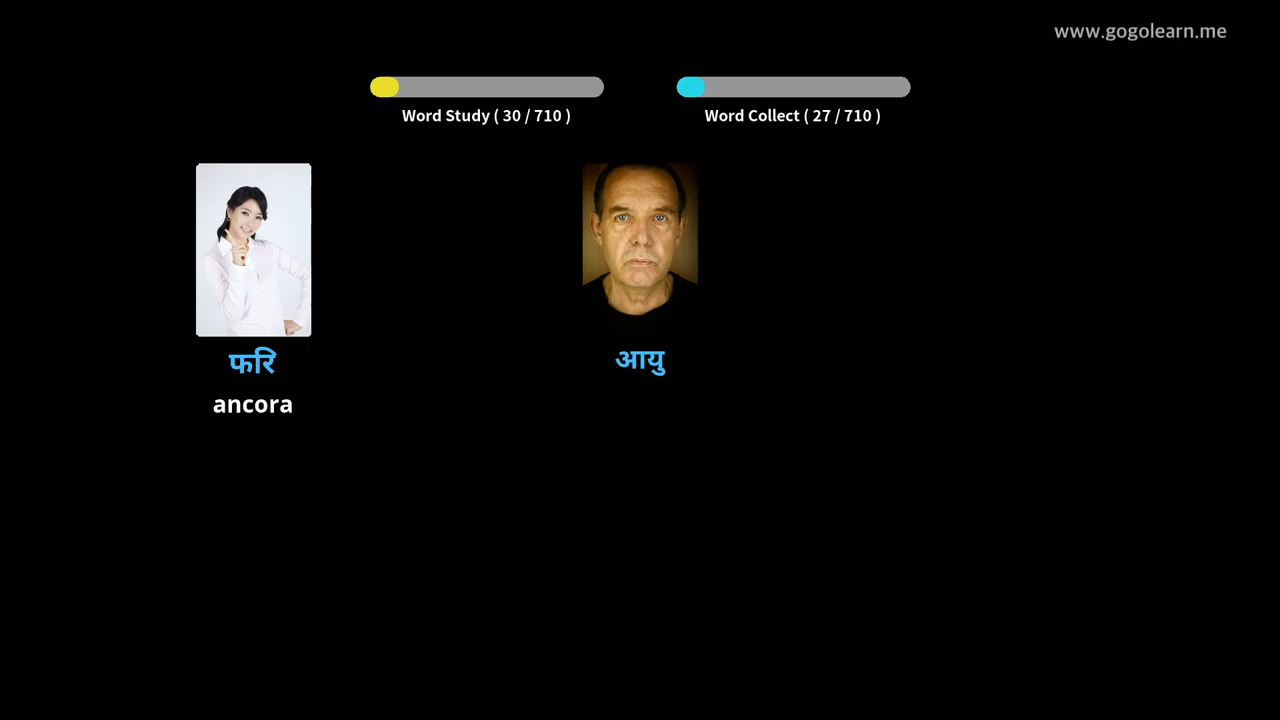 www.gogolearn.me
Word Study ( 30 / 710 )
Word Collect ( 27 / 710 )
फरि
ancora
आयु